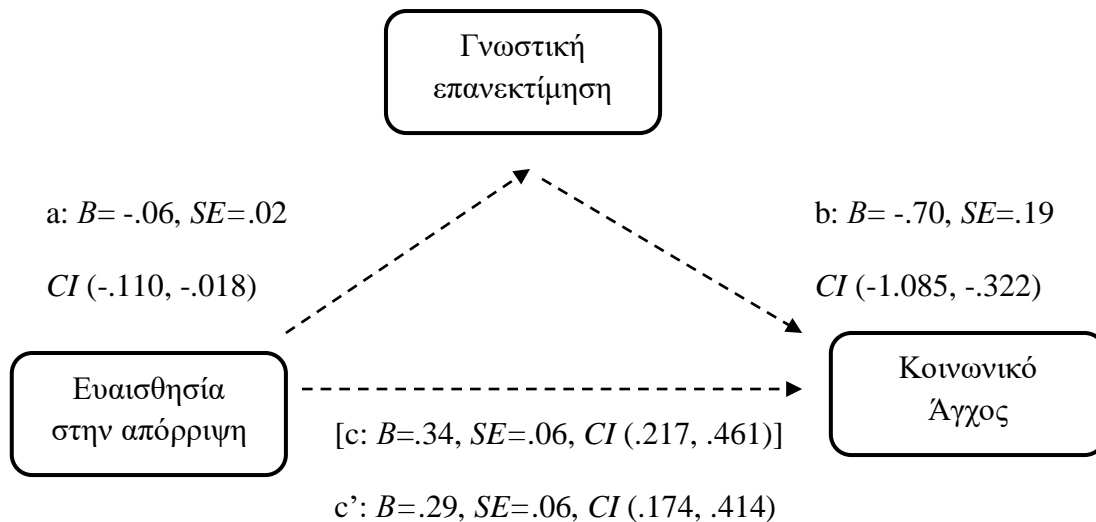 Γνωστική
επανεκτίμηση
a: B= -.06, SE=.02
CI (-.110, -.018)
b: B= -.70, SE=.19
CI (-1.085, -.322)
Ευαισθησία
στην απόρριψη
Κοινωνικό
Άγχος
[c: B=.34, SE=.06, CI (.217, .461)]
c’: B=.29, SE=.06, CI (.174, .414)